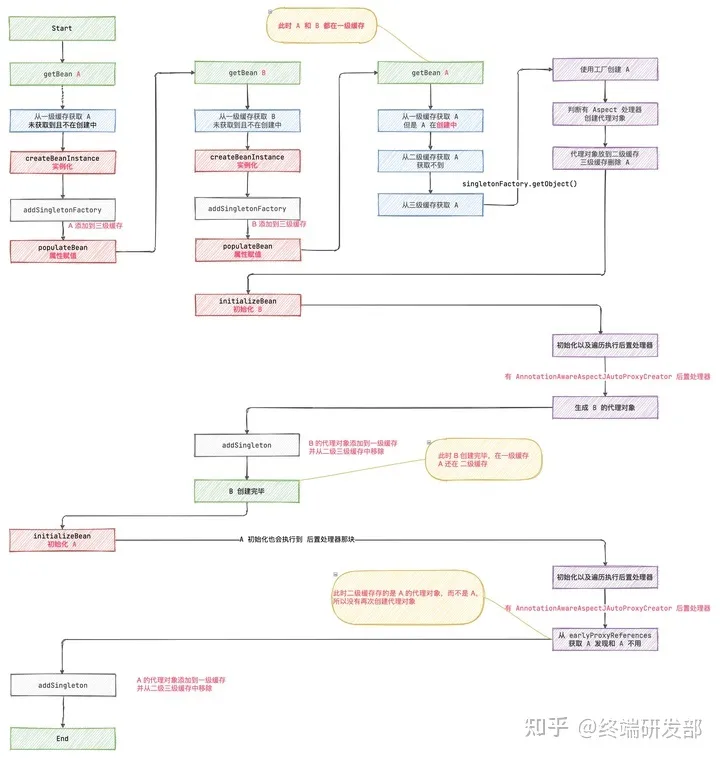 Start
此时 A 和 B 都在一级缓存
getBean A
getBean B
getBean A
使用工厂创建 A
从一级缓存获取 A
未获取到且不在创建中
从一级缓存获取 B
未获取到且不在创建中
从一级缓存获取 A
但是 A 在创建中
判断有 Aspect 处理器
创建代理对象
createBeanInstance
实例化
createBeanInstance
实例化
从二级缓存获取 A
获取不到
代理对象放到二级缓存
三级缓存删除 A
singletonFactory.getObject()
addSingletonFactory
addSingletonFactory
从三级缓存获取 A
A 添加到三级缓存
B 添加到三级缓存
populateBean
属性赋值
populateBean
属性赋值
initializeBean
初始化 B
初始化以及遍历执行后置处理器
有 AnnotationAwareAspectJAutoProxyCreator 后置处理器
生成 B 的代理对象
addSingleton
B 的代理对象添加到一级缓存
并从二级三级缓存中移除
此时 B 创建完毕，在一级缓存
A 还在 二级缓存
B 创建完毕
initializeBean
初始化 A
A 初始化也会执行到 后置处理器那块
初始化以及遍历执行后置处理器
此时二级缓存存的是 A 的代理对象，而不是 A，
所以没有再次创建代理对象
有 AnnotationAwareAspectJAutoProxyCreator 后置处理器
从 earlyProxyReferences
获取 A 发现和 A 不用
addSingleton
A 的代理对象添加到一级缓存
并从二级三级缓存中移除
End
知乎 @终端研发部